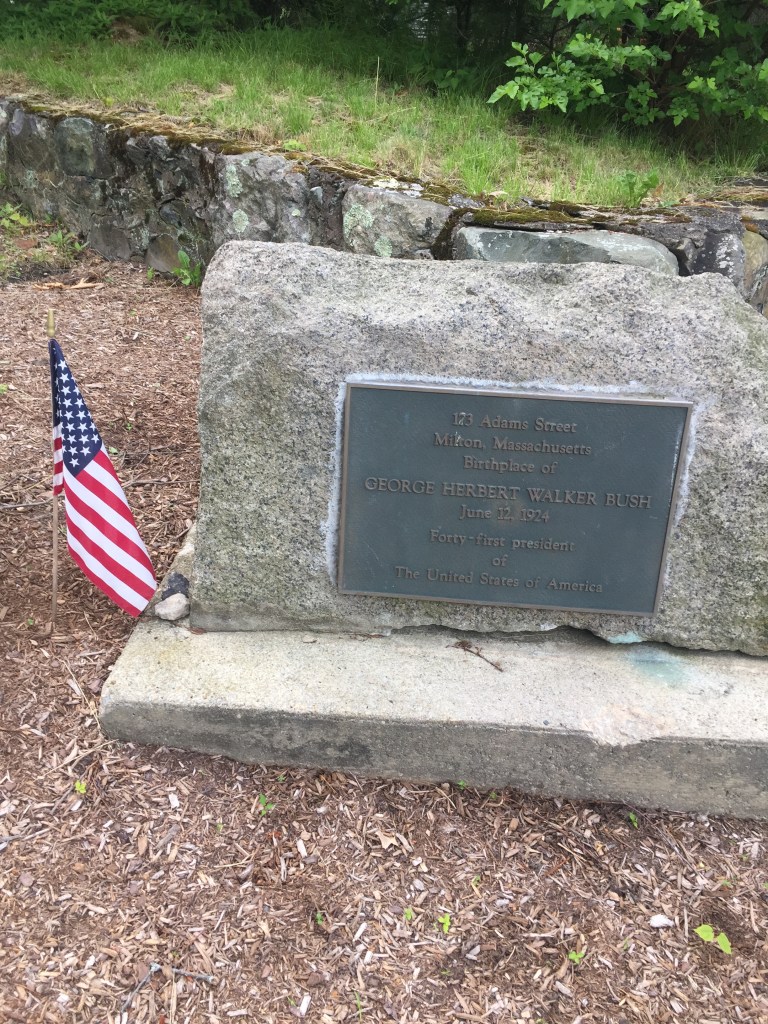 173 Adams Street
Milton, Massachusetts
Birthplace of
GEORGE HERBERT WALKER BUSH
June 12, 1924
Forty-first president
of
The United States of America